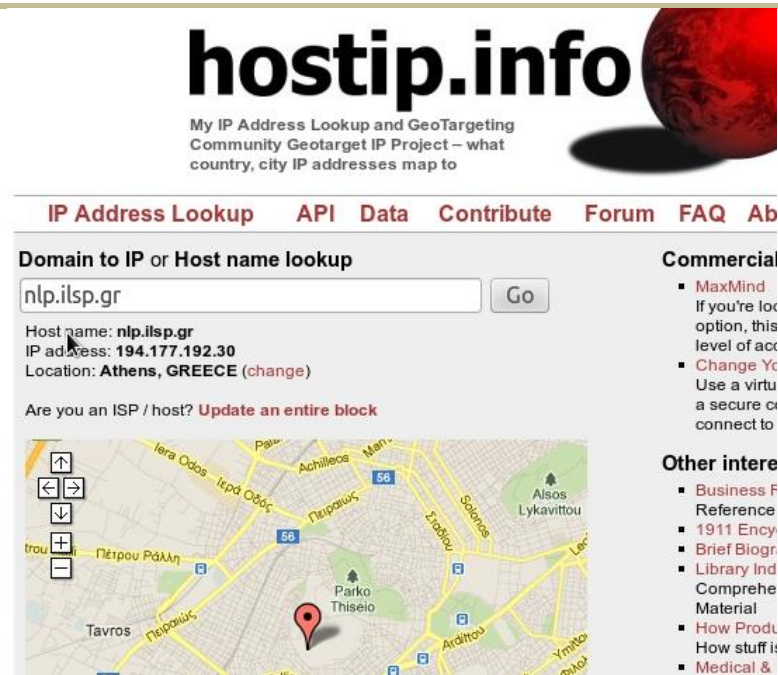 hostip.info
My IP Address Lookup and GeoTargeting
Community Geotarget IP Project – what
country, city IP addresses map to
IP Address Lookup API Data Contribute Forum FAQ Ab
Domain to IP or Host name lookup
nlp.ilsp.gr Go
Host name: nlp.ilsp.gr
IP address: 194.177.192.30
Location: Athens, GREECE (change)
Are you an ISP / host? Update an entire block
Iera Odos
Ιερά Οδός
Achilleos
56
Πειραιώς
Σταδίου
Solonos
Alsos
Lykavittou
56
Πέτρου Ράλλη
Parko
Thiseio
Tavros
Πειραιώς
Ardittou
Commercial
MaxMind
If you're loo
option, this
level of acc
Change Yo
Use a virtu
a secure co
connect to
Other intere
Business R
Reference
1911 Ency
Brief Biogra
Library Ind
Comprehe
Material
How Produ
How stuff is
Medical &